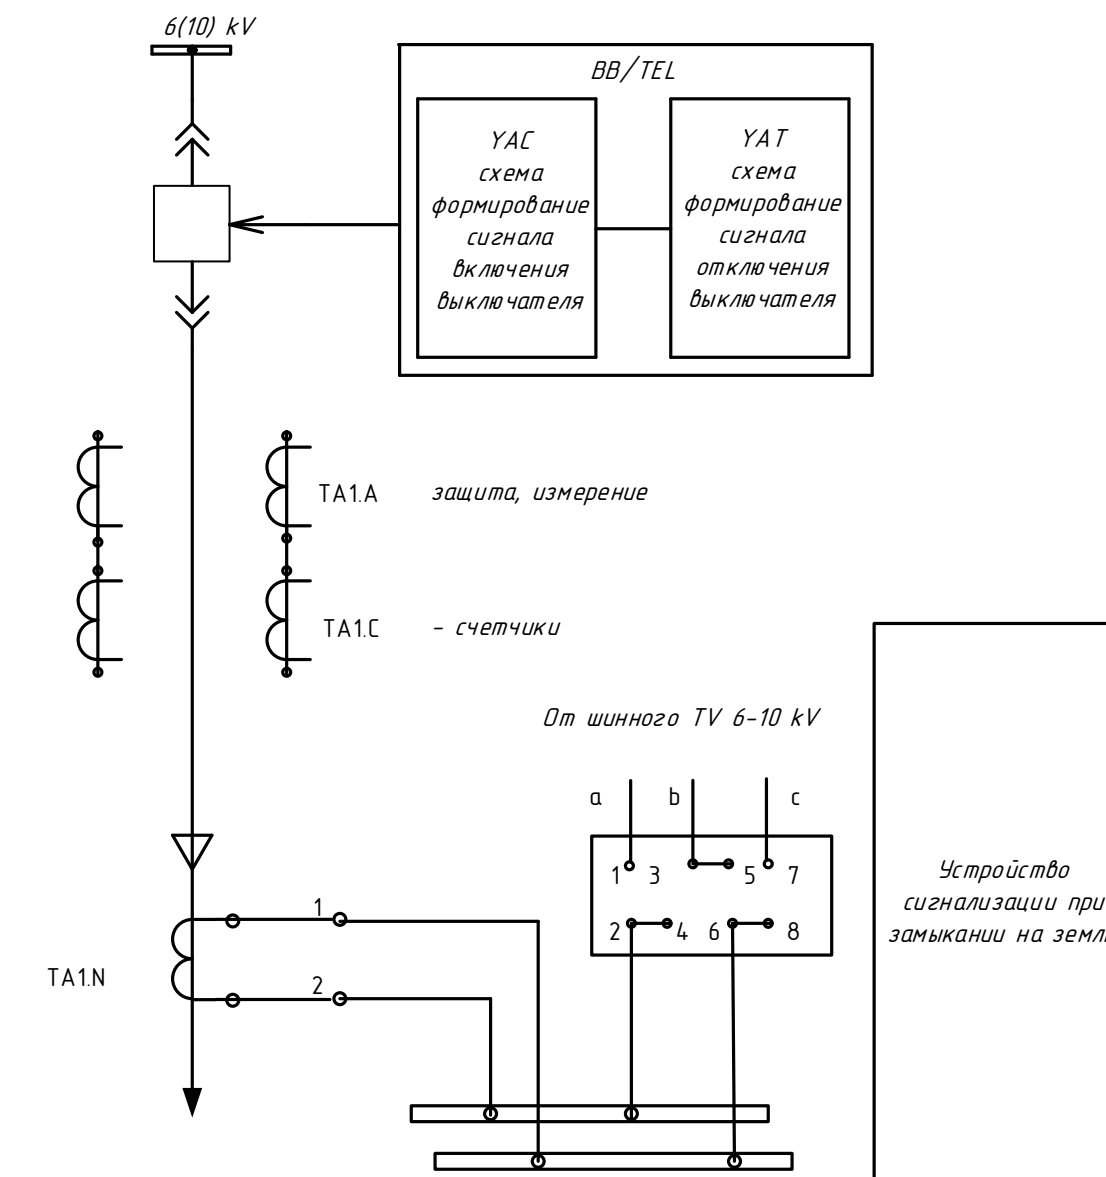 6(10) kV
BB/TEL
YAC
схема
формирование
сигнала
включения
выключателя
YAT
схема
формирование
сигнала
отключения
выключателя
TA1.A защита, измерение
TA1.C - счетчики
От шинного TV 6-10 kV
a b c
1 3 5 7
2 4 6 8
Устройство
сигнализации при
замыкании на
1
TA1.N
2